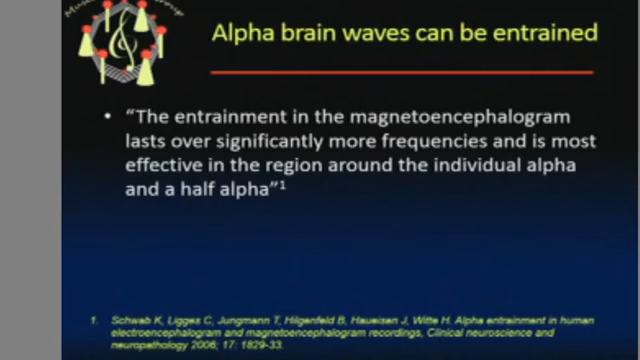 Alpha brain waves can be entrained
• “The entrainment in the magnetoencephalogram
lasts over significantly more frequencies and is most
effective in the region around the individual alpha
and a half alpha”1
1. Schwab K, Ligges C, Jungmann T, Hilgenfeld B, Haueisen J, Witte H. Alpha entrainment in human
electroencephalogram and magnetoencephalogram recordings, Clinical neuroscience and
neuropathology 2006; 17: 1829-33.